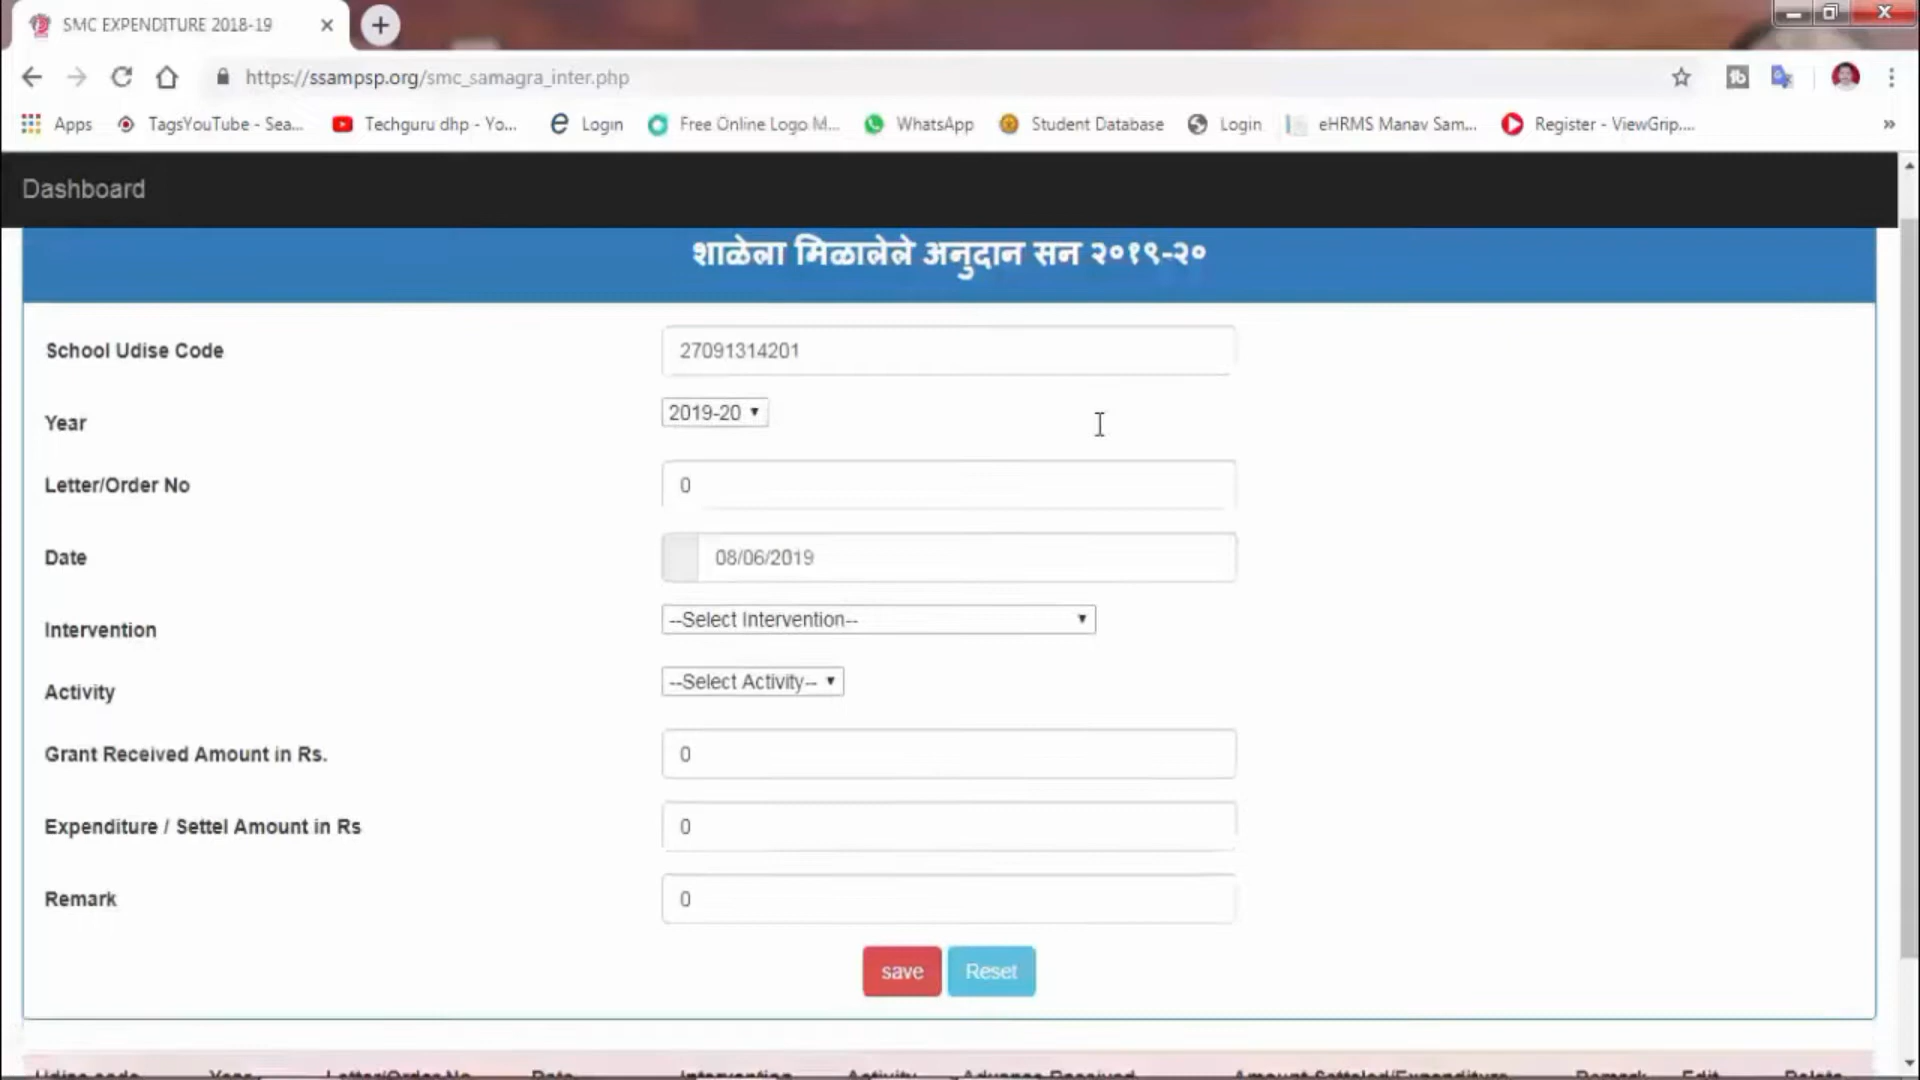 SMC EXPENDITURE 2018-19
https://ssampsp.org/smc_samagra_inter.php
Apps TagsYouTube - Sea... Techguru dhp - Yo... Login Free Online Logo M... WhatsApp Student Database Login eHRMS Manav Sam... Register - ViewGrip.... »
Dashboard
शाळेला मिळालेले अनुदान सन २०१९-२०
School Udise Code 27091314201
Year 2019-20
Letter/Order No 0
Date 08/06/2019
Intervention --Select Intervention--
Activity --Select Activity--
Grant Received Amount in Rs. 0
Expenditure / Settel Amount in Rs 0
Remark 0
save Reset
Udise code Year Letter/Order No Date Intervention Activity Advance Received Amount Setteled/Expenditure Remark Edit Delete